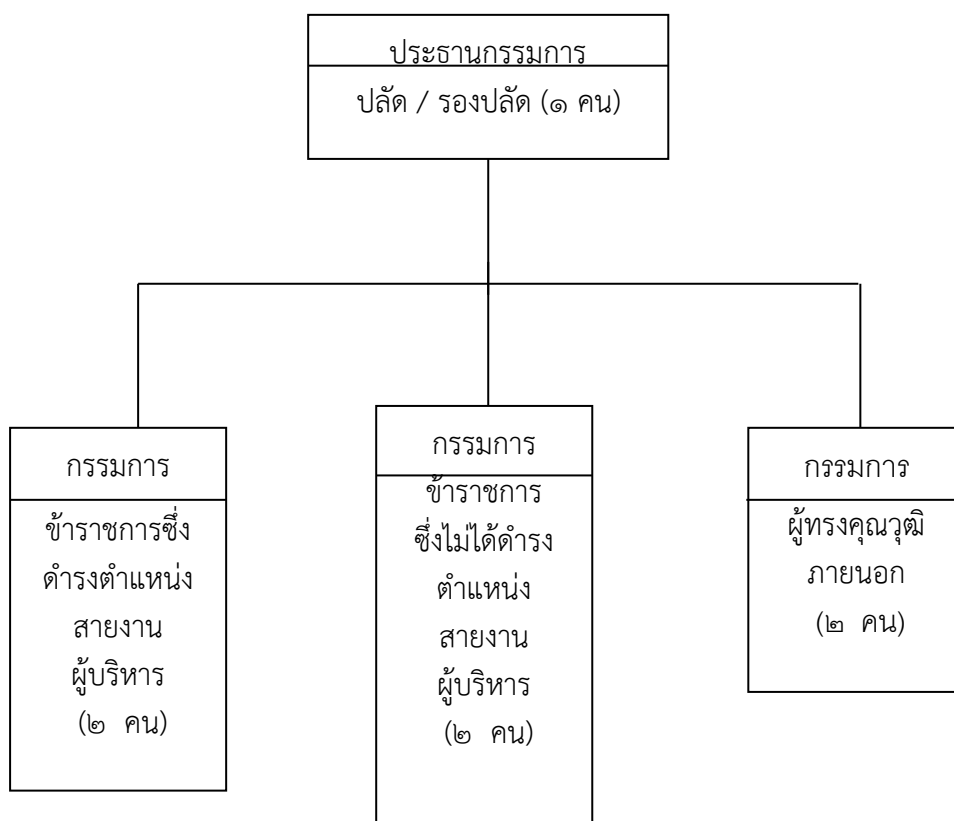 ประธานกรรมการ
ปลัด / รองปลัด (๑ คน)
กรรมการ
ข้าราชการซึ่ง
ดำรงตำแหน่ง
สายงาน
ผู้บริหาร
(๒ คน)
กรรมการ
ข้าราชการ
ซึ่งไม่ได้ดำรง
ตำแหน่ง
สายงาน
ผู้บริหาร
(๒ คน)
กรรมการ
ผู้ทรงคุณวุฒิ
ภายนอก
(๒ คน)